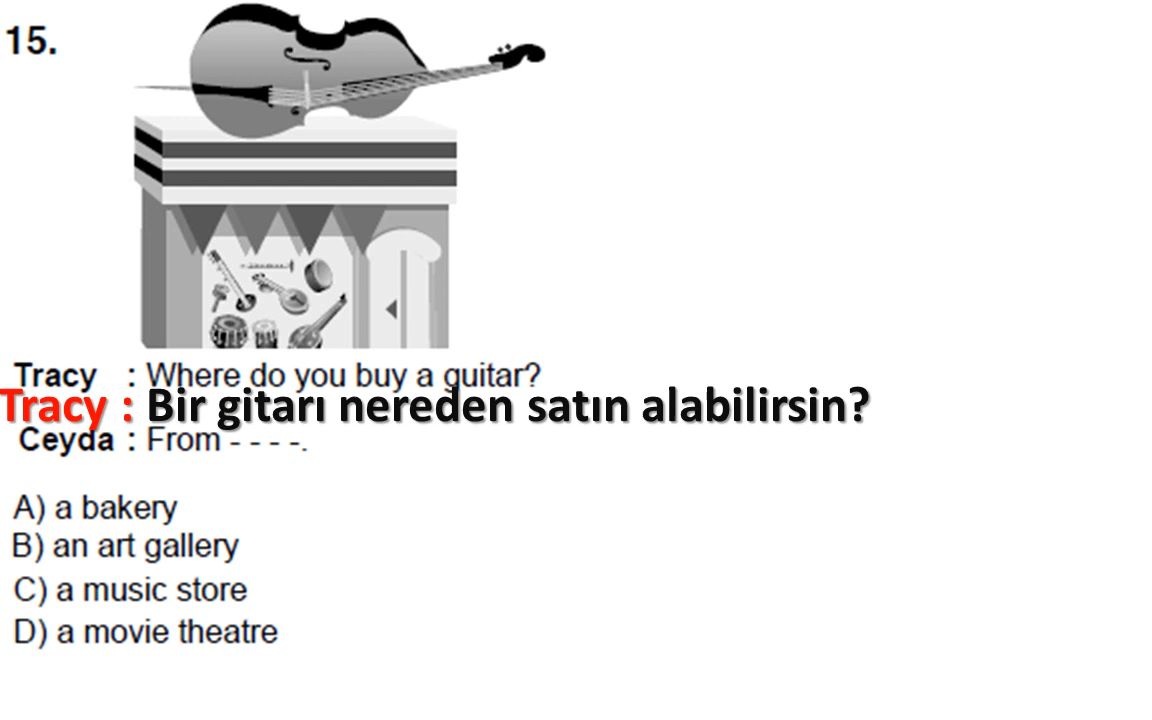 15.
Tracy : Where do you buy a guitar?
Tracy : Bir gitarı nereden satın alabilirsin?
Ceyda : From - - - -.
A) a bakery
B) an art gallery
C) a music store
D) a movie theatre